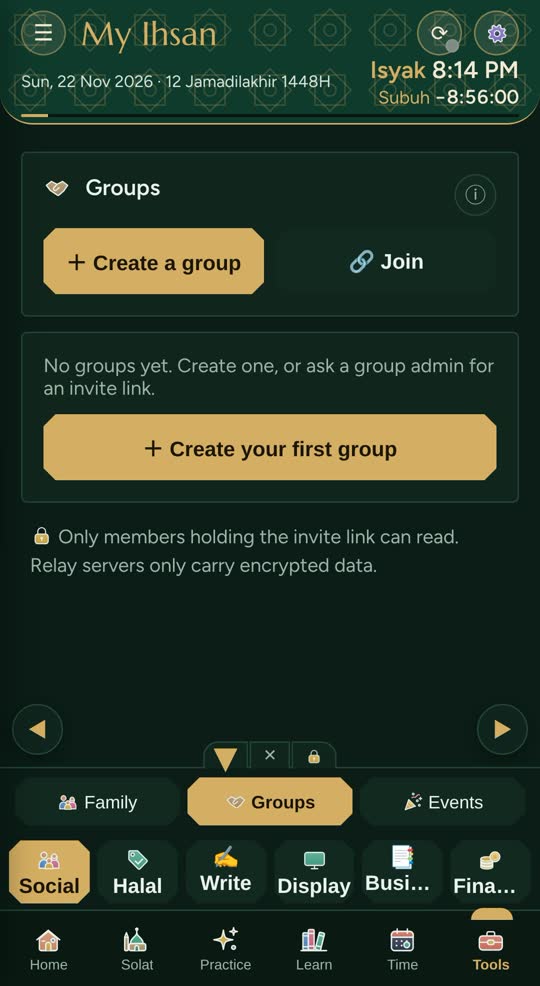 My Ihsan
Sun, 22 Nov 2026 · 12 Jamadilakhir 1448H
Isyak 8:14 PM
Subuh −8:56:00
Groups
+ Create a group
Join
No groups yet. Create one, or ask a group admin for
an invite link.
+ Create your first group
Only members holding the invite link can read.
Relay servers only carry encrypted data.
Family
Groups
Events
Social
Halal
Write
Display
Busi…
Fina…
Home
Solat
Practice
Learn
Time
Tools